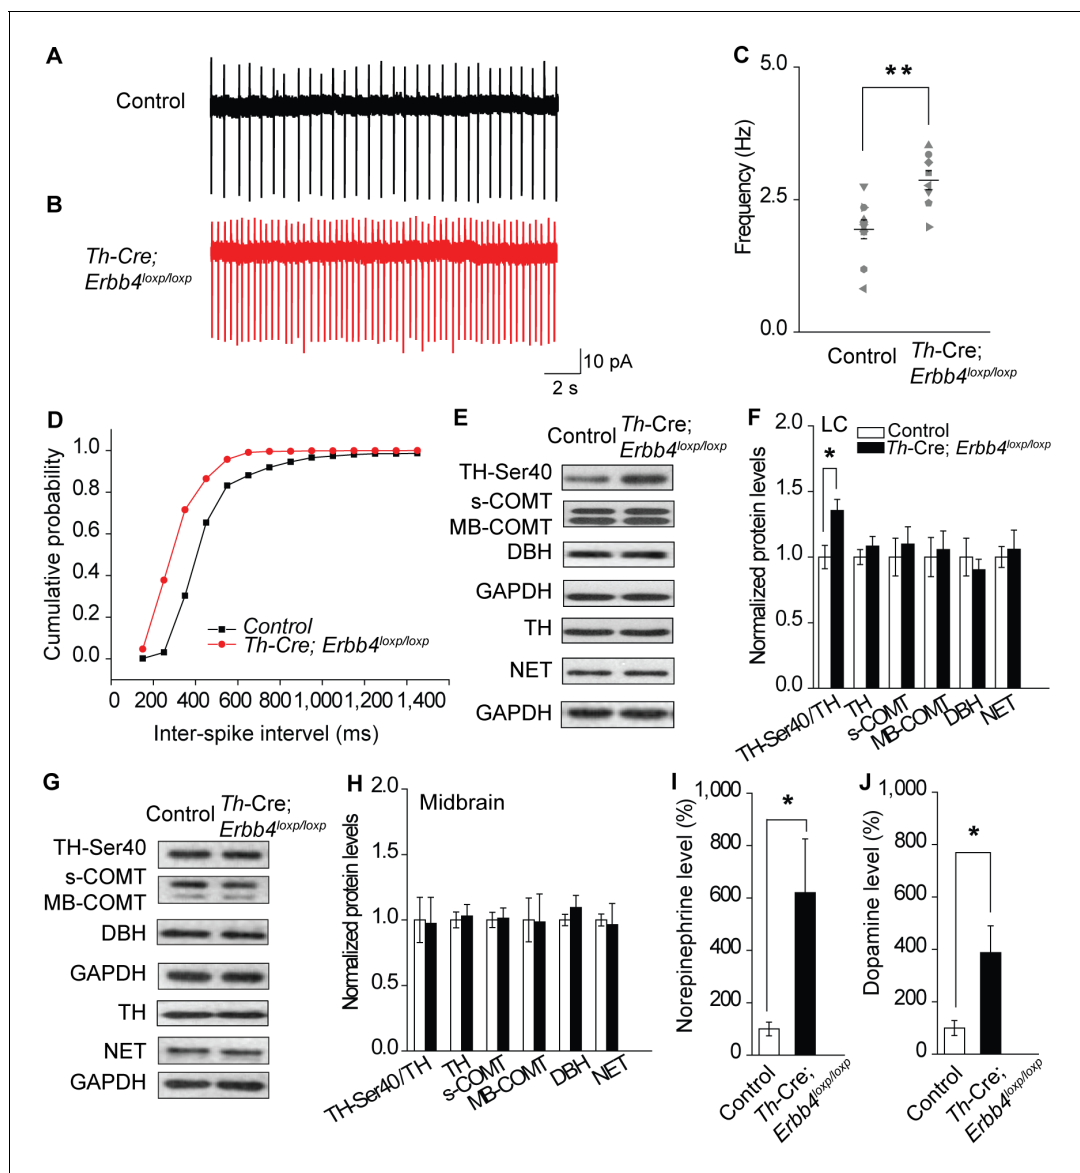 A
Control
B
Th-Cre;
Erbb4loxp/loxp
10 pA
2 s
C
5.0
**
2.5
0.0
Frequency (Hz)
Control
Th-Cre;
Erbb4loxp/loxp
D
1.0
0.8
0.6
0.4
0.2
0.0
Cumulative probability
Control
Th-Cre; Erbb4loxp/loxp
0 200 400 600 800 1,000 1,200 1,400
Inter-spike intervel (ms)
E
Control
Th-Cre;
Erbb4loxp/loxp
TH-Ser40
s-COMT
MB-COMT
DBH
GAPDH
TH
NET
GAPDH
F
LC
Control
Th-Cre; Erbb4loxp/loxp
*
2.0
1.5
1.0
0.5
0.0
Normalized protein levels
TH-Ser40/TH
TH
s-COMT
MB-COMT
DBH
NET
G
Control
Th-Cre;
Erbb4loxp/loxp
TH-Ser40
s-COMT
MB-COMT
DBH
GAPDH
TH
NET
GAPDH
H
Midbrain
2.0
1.5
1.0
0.5
0.0
Normalized protein levels
TH-Ser40/TH
TH
s-COMT
MB-COMT
DBH
NET
I
1,000
800
600
400
200
0
Norepinephrine level (%)
*
Control
Th-Cre;
Erbb4loxp/loxp
J
1,000
800
600
400
200
0
Dopamine level (%)
*
Control
Th-Cre;
Erbb4loxp/loxp